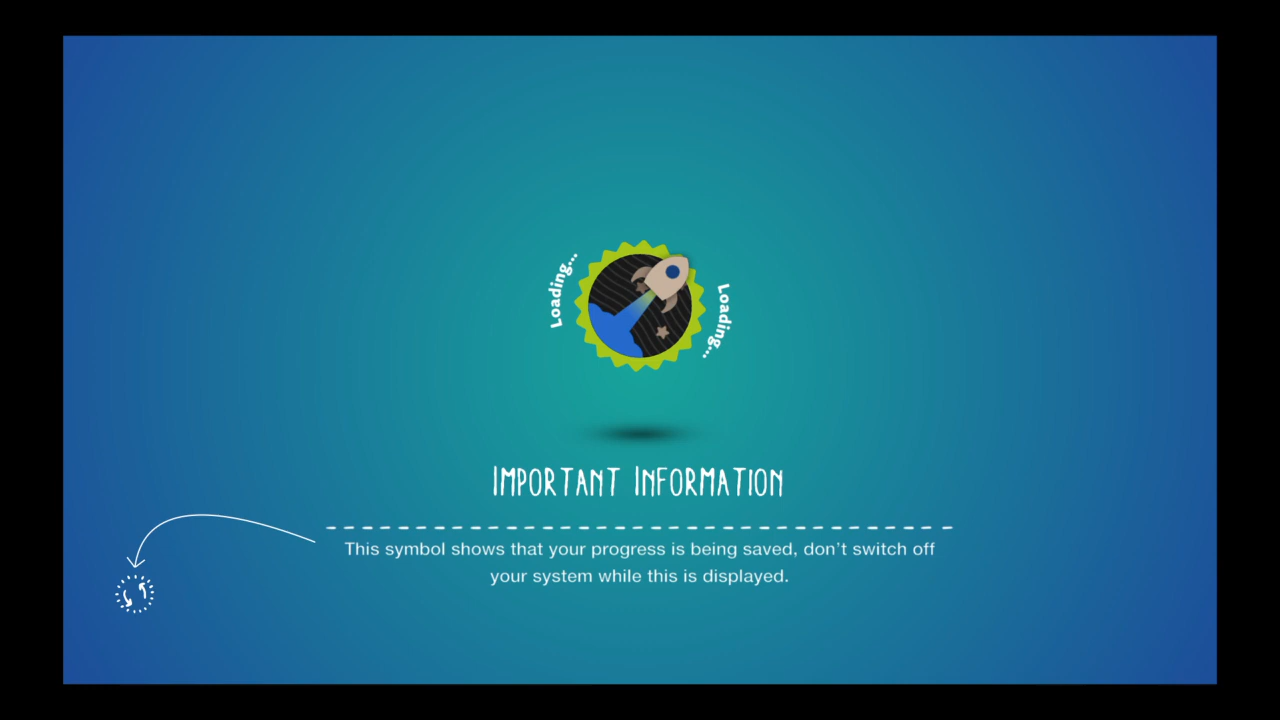 Loading...
Loading...
IMPORTANT INFORMATION
This symbol shows that your progress is being saved, don't switch off
your system while this is displayed.